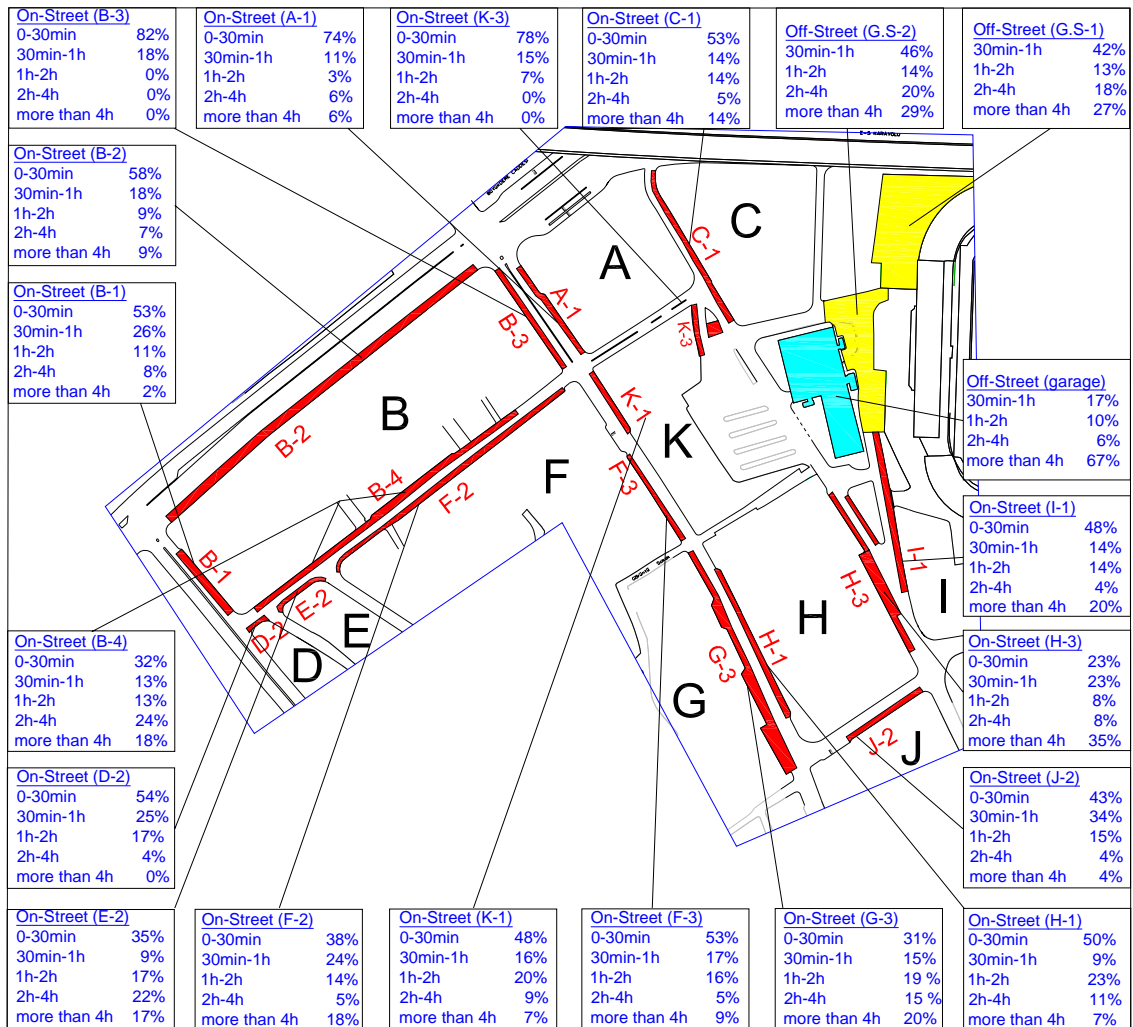 On-Street (B-3)
0-30min 82%
30min-1h 18%
1h-2h 0%
2h-4h 0%
more than 4h 0%
On-Street (A-1)
0-30min 74%
30min-1h 11%
1h-2h 3%
2h-4h 6%
more than 4h 6%
On-Street (K-3)
0-30min 78%
30min-1h 15%
1h-2h 7%
2h-4h 0%
more than 4h 0%
On-Street (C-1)
0-30min 53%
30min-1h 14%
1h-2h 14%
2h-4h 5%
more than 4h 14%
Off-Street (G.S-2)
30min-1h 46%
1h-2h 14%
2h-4h 20%
more than 4h 29%
Off-Street (G.S-1)
30min-1h 42%
1h-2h 13%
2h-4h 18%
more than 4h 27%
On-Street (B-2)
0-30min 58%
30min-1h 18%
1h-2h 9%
2h-4h 7%
more than 4h 9%
On-Street (B-1)
0-30min 53%
30min-1h 26%
1h-2h 11%
2h-4h 8%
more than 4h 2%
E-5 KARAYOLU
A
C
C-1
A-1
B-3
K-3
B
B-2
K-1
K
B-4
F-2
F
F-3
B-1
E-2
D-2
E
D
G
G-3
H-1
H
H-3
I-1
I
J-2
J
Off-Street (garage)
30min-1h 17%
1h-2h 10%
2h-4h 6%
more than 4h 67%
On-Street (I-1)
0-30min 48%
30min-1h 14%
1h-2h 14%
2h-4h 4%
more than 4h 20%
On-Street (B-4)
0-30min 32%
30min-1h 13%
1h-2h 13%
2h-4h 24%
more than 4h 18%
On-Street (H-3)
0-30min 23%
30min-1h 23%
1h-2h 8%
2h-4h 8%
more than 4h 35%
On-Street (D-2)
0-30min 54%
30min-1h 25%
1h-2h 17%
2h-4h 4%
more than 4h 0%
On-Street (J-2)
0-30min 43%
30min-1h 34%
1h-2h 15%
2h-4h 4%
more than 4h 4%
On-Street (E-2)
0-30min 35%
30min-1h 9%
1h-2h 17%
2h-4h 22%
more than 4h 17%
On-Street (F-2)
0-30min 38%
30min-1h 24%
1h-2h 14%
2h-4h 5%
more than 4h 18%
On-Street (K-1)
0-30min 48%
30min-1h 16%
1h-2h 20%
2h-4h 9%
more than 4h 7%
On-Street (F-3)
0-30min 53%
30min-1h 17%
1h-2h 16%
2h-4h 5%
more than 4h 9%
On-Street (G-3)
0-30min 31%
30min-1h 15%
1h-2h 19 %
2h-4h 15 %
more than 4h 20%
On-Street (H-1)
0-30min 50%
30min-1h 9%
1h-2h 23%
2h-4h 11%
more than 4h 7%